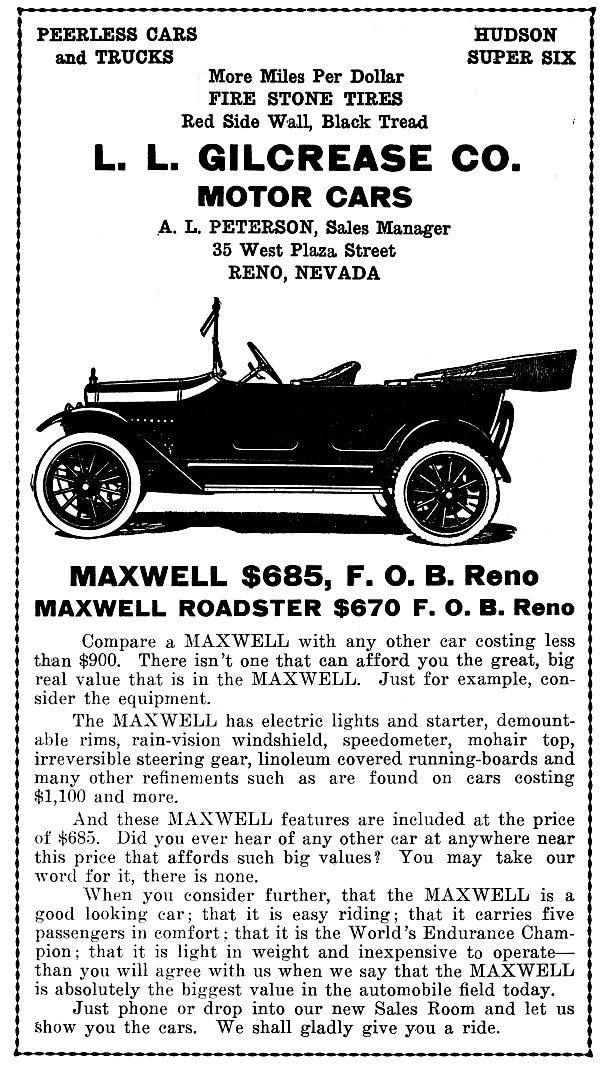 PEERLESS CARS
and TRUCKS
HUDSON
SUPER SIX
More Miles Per Dollar
FIRE STONE TIRES
Red Side Wall, Black Tread
L. L. GILCREASE CO.
MOTOR CARS
A. L. PETERSON, Sales Manager
35 West Plaza Street
RENO, NEVADA
MAXWELL $685, F. O. B. Reno
MAXWELL ROADSTER $670 F. O. B. Reno
Compare a MAXWELL with any other car costing less
than $900. There isn't one that can afford you the great, big
real value that is in the MAXWELL. Just for example, con-
sider the equipment.
The MAXWELL has electric lights and starter, demount-
able rims, rain-vision windshield, speedometer, mohair top,
irreversible steering gear, linoleum covered running-boards and
many other refinements such as are found on cars costing
$1,100 and more.
And these MAXWELL features are included at the price
of $685. Did you ever hear of any other car at anywhere near
this price that affords such big values? You may take our
word for it, there is none.
When you consider further, that the MAXWELL is a
good looking car; that it is easy riding; that it carries five
passengers in comfort; that it is the World's Endurance Cham-
pion; that it is light in weight and inexpensive to operate—
than you will agree with us when we say that the MAXWELL
is absolutely the biggest value in the automobile field today.
Just phone or drop into our new Sales Room and let us
show you the cars. We shall gladly give you a ride.